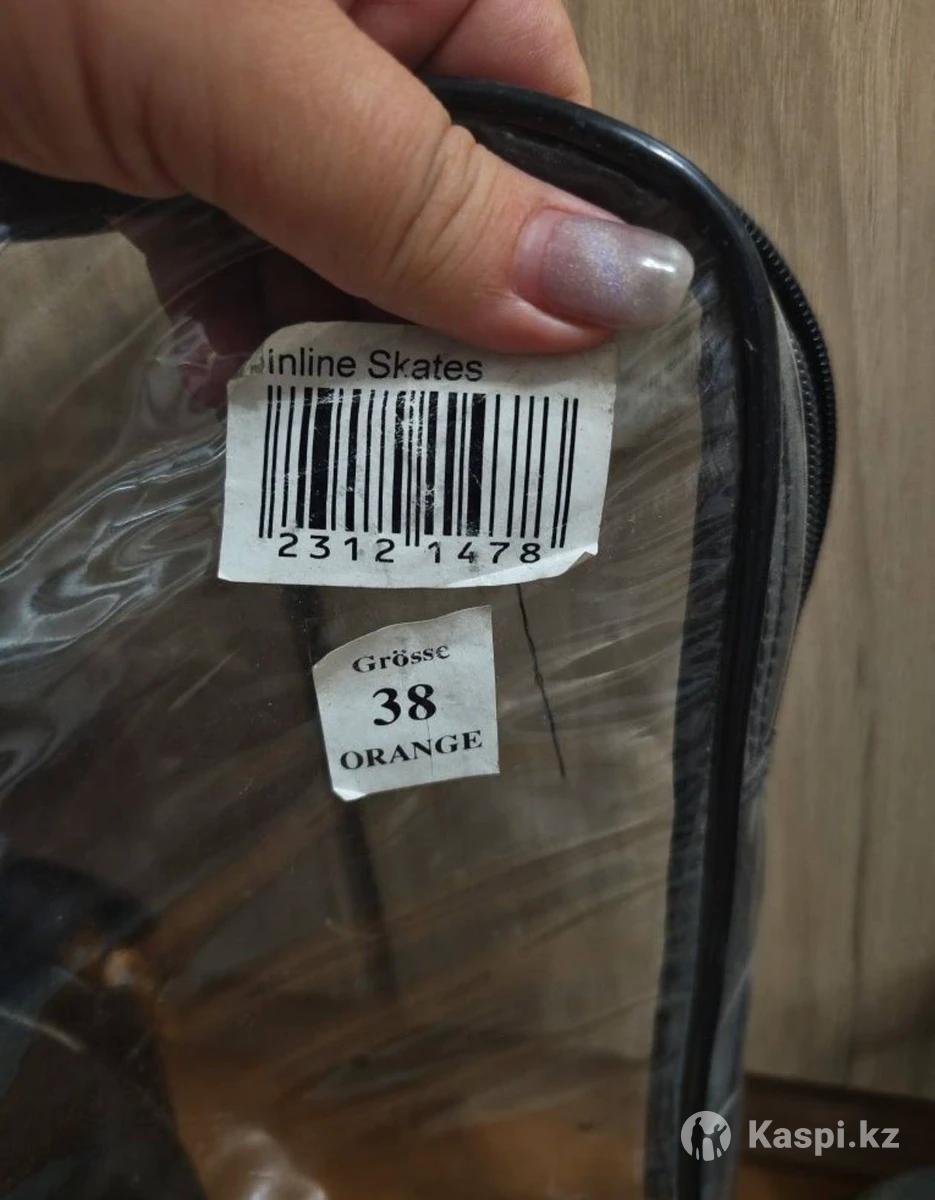 Inline Skates
2312 1478
Grösse
38
ORANGE
Kaspi.kz